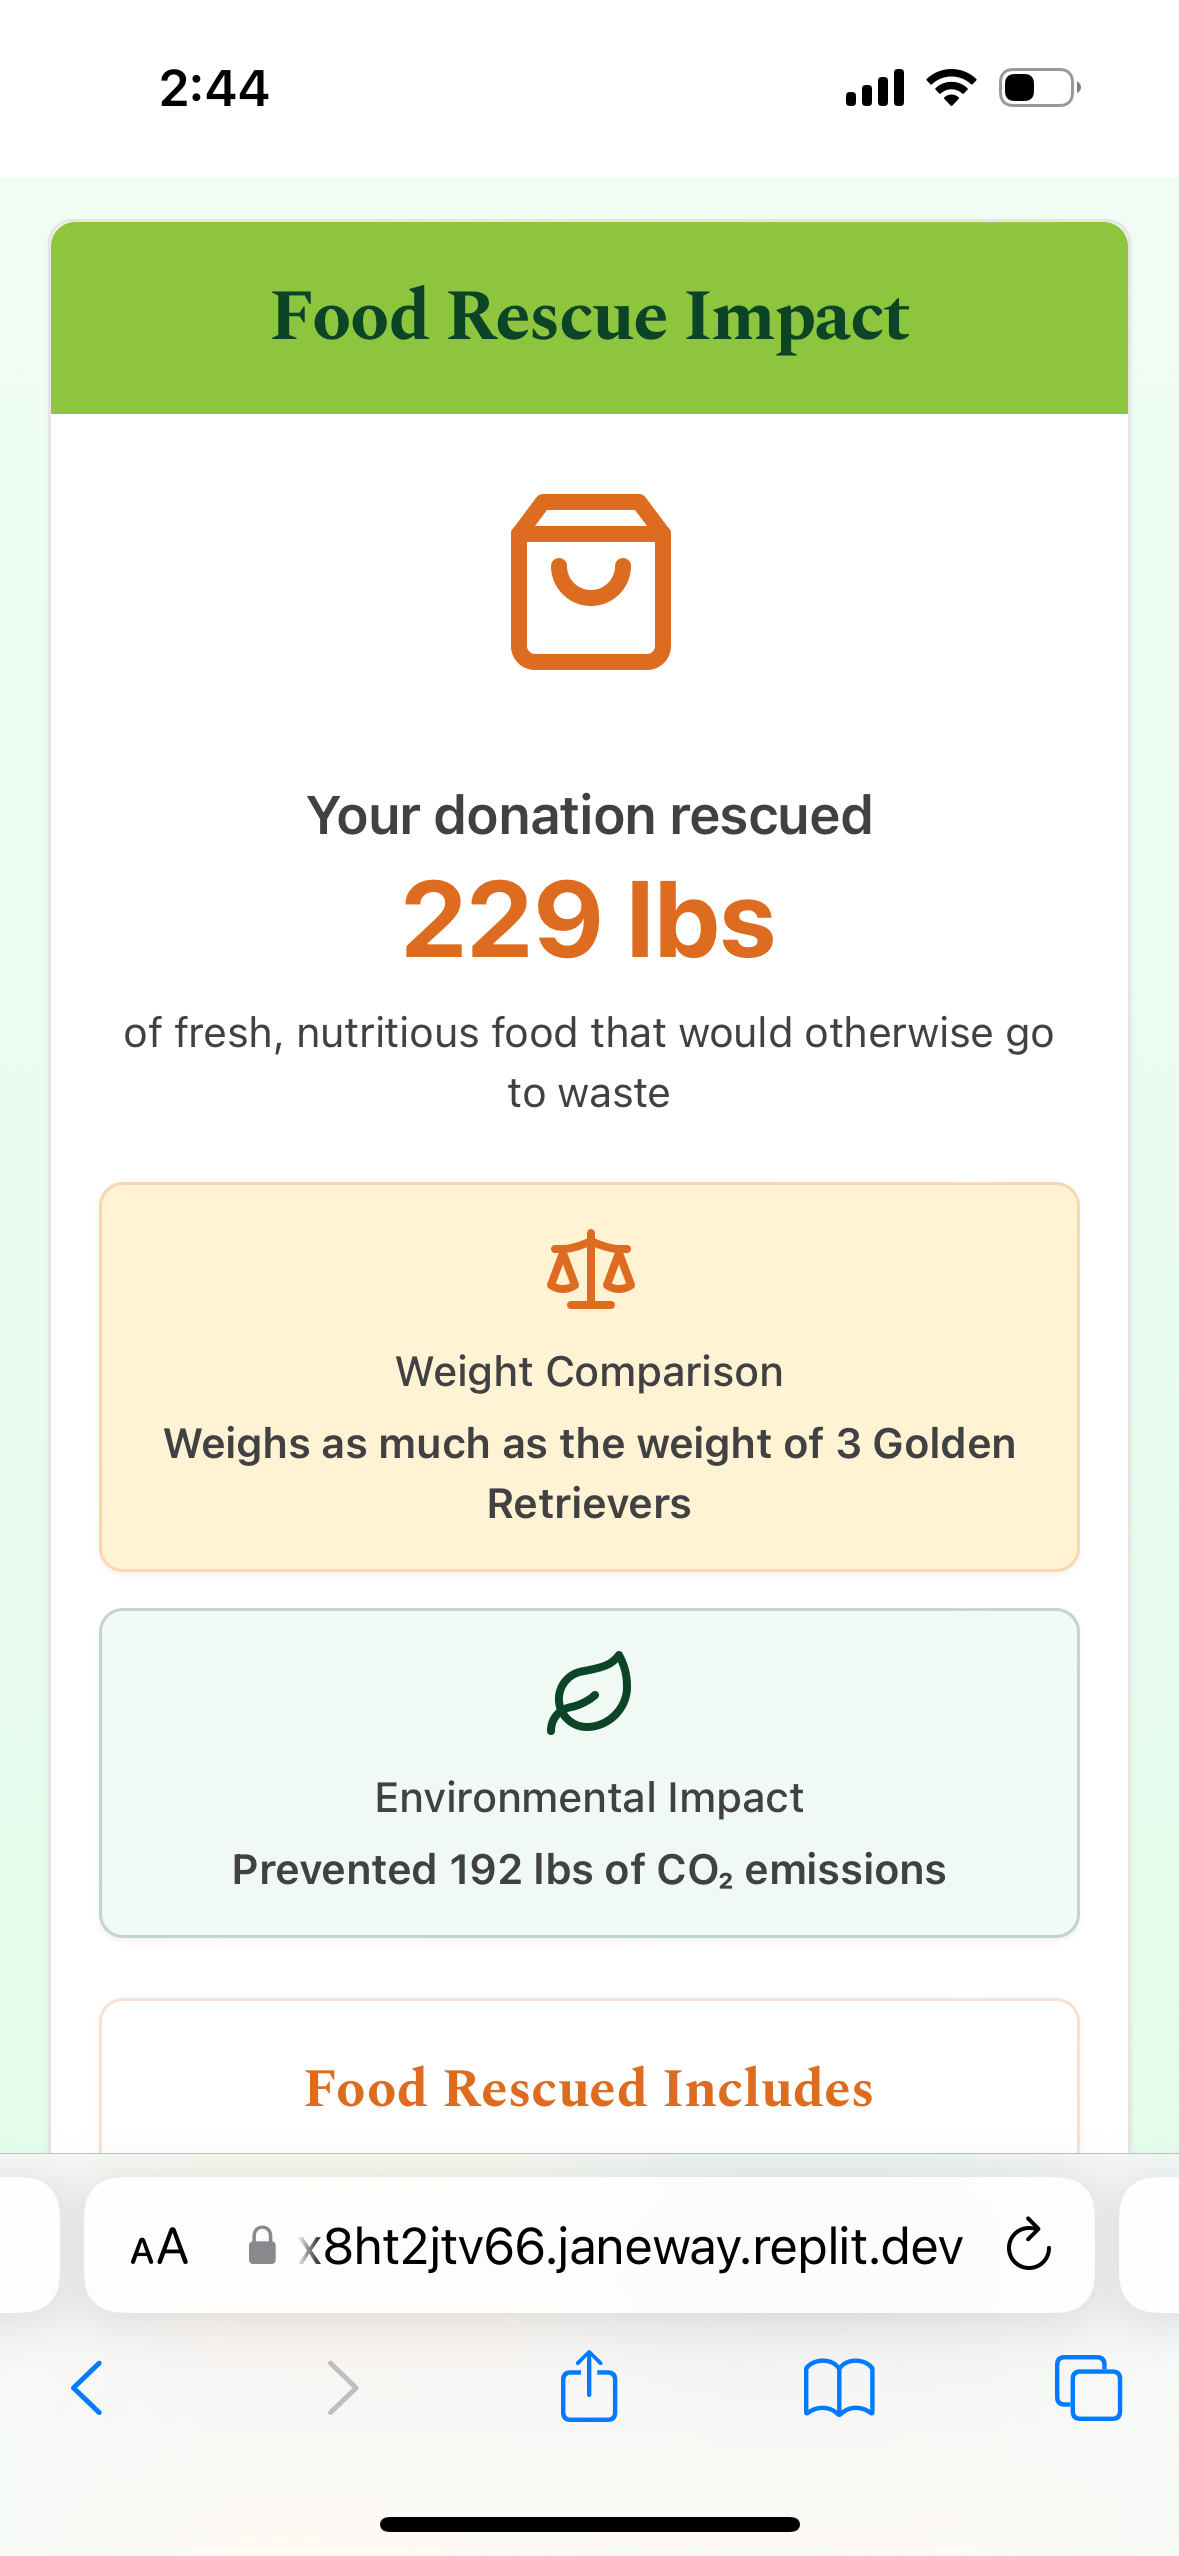 2:44
Food Rescue Impact
Your donation rescued
229 lbs
of fresh, nutritious food that would otherwise go
to waste
Weight Comparison
Weighs as much as the weight of 3 Golden
Retrievers
Environmental Impact
Prevented 192 lbs of CO₂ emissions
Food Rescued Includes
AA x8ht2jtv66.janeway.replit.dev